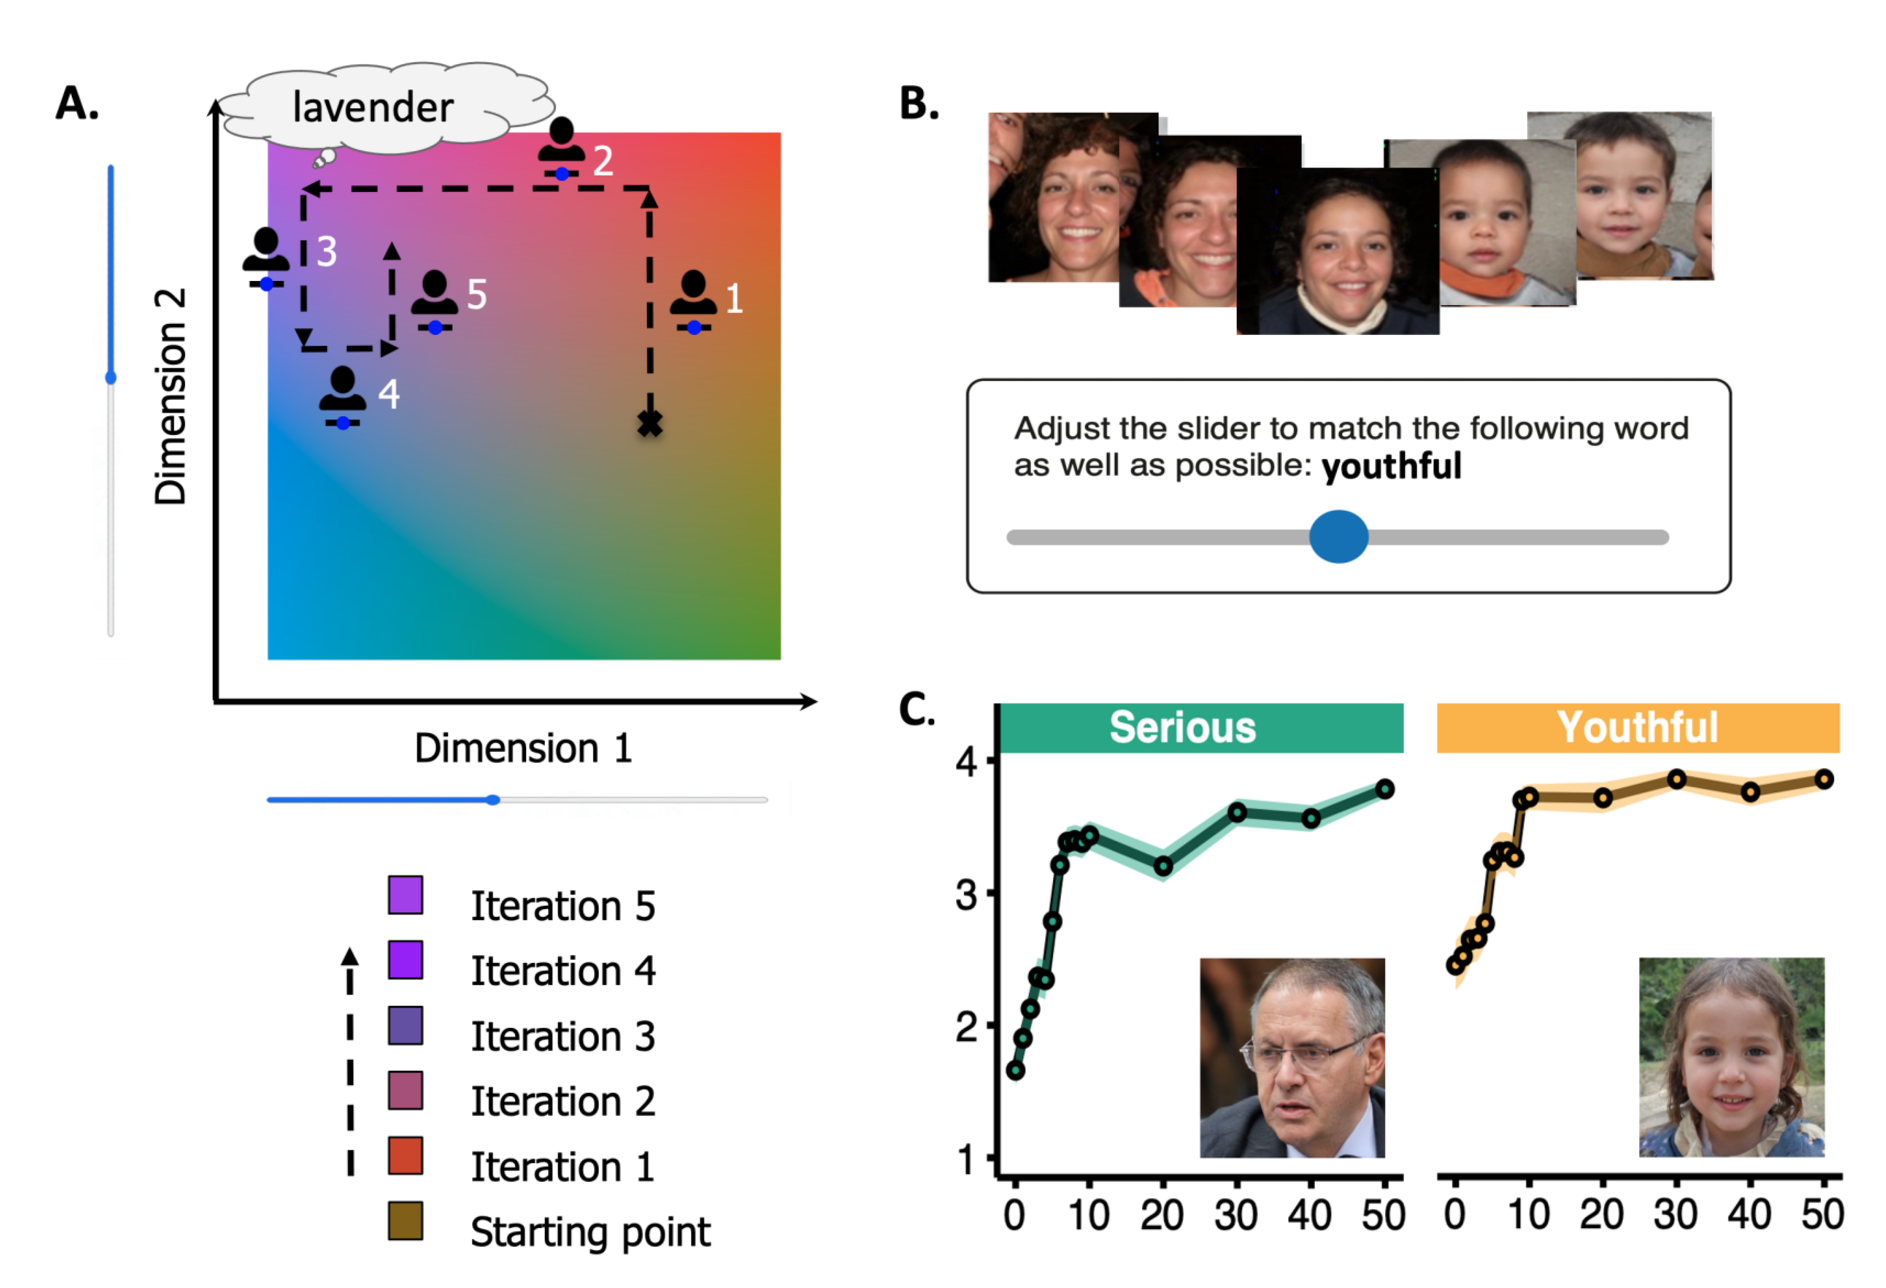 A.
lavender
2
3
5
1
4
Dimension 2
Dimension 1
Iteration 5
Iteration 4
Iteration 3
Iteration 2
Iteration 1
Starting point
B.
Adjust the slider to match the following word
as well as possible: youthful
C.
Serious
Youthful
4
3
2
1
0 10 20 30 40 50
0 10 20 30 40 50